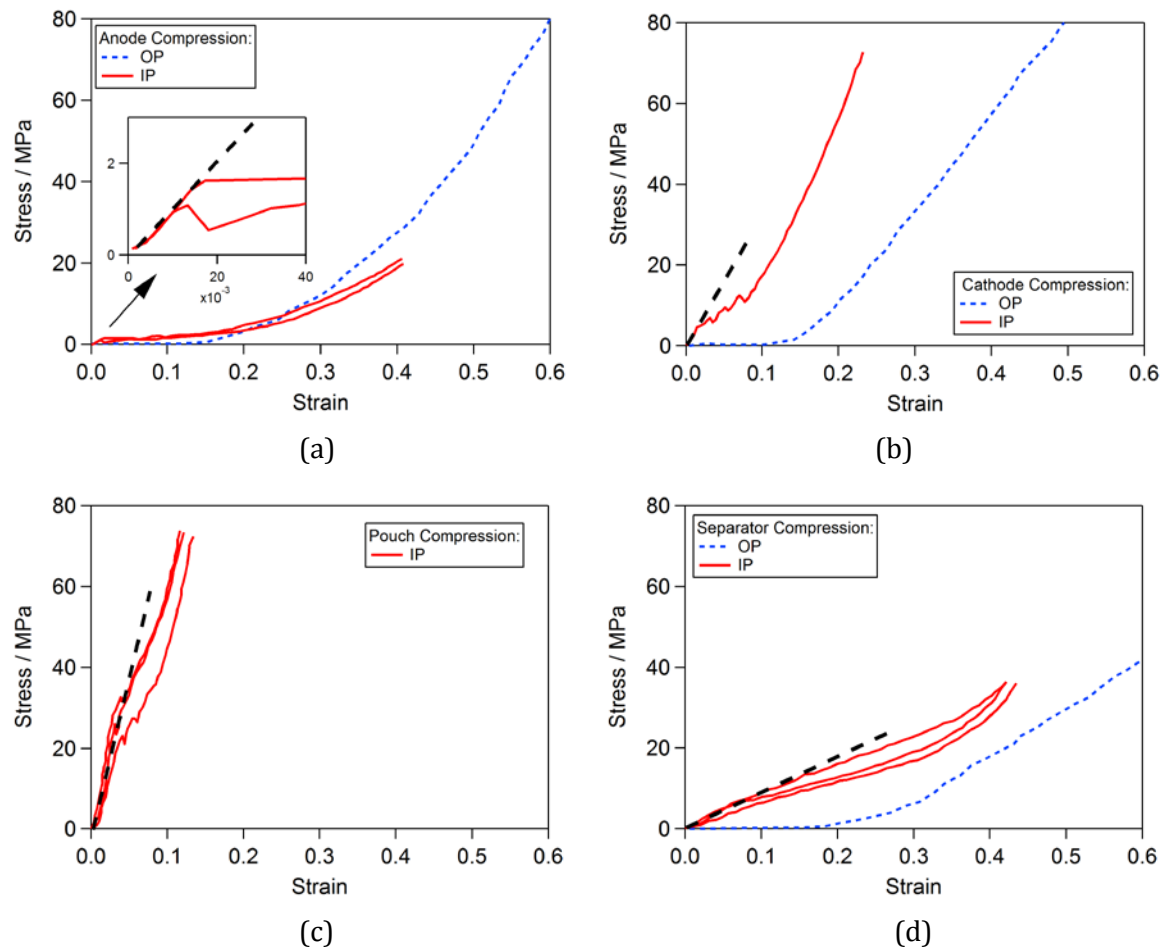 Anode Compression:
OP
IP
Stress / MPa
80
60
40
20
0
2
0
0
20
40
x10-3
0.0 0.1 0.2 0.3 0.4 0.5 0.6
Strain
(a)
Cathode Compression:
OP
IP
Stress / MPa
80
60
40
20
0
0.0 0.1 0.2 0.3 0.4 0.5 0.6
Strain
(b)
Pouch Compression:
IP
Stress / MPa
80
60
40
20
0
0.0 0.1 0.2 0.3 0.4 0.5 0.6
Strain
(c)
Separator Compression:
OP
IP
Stress / MPa
80
60
40
20
0
0.0 0.1 0.2 0.3 0.4 0.5 0.6
Strain
(d)